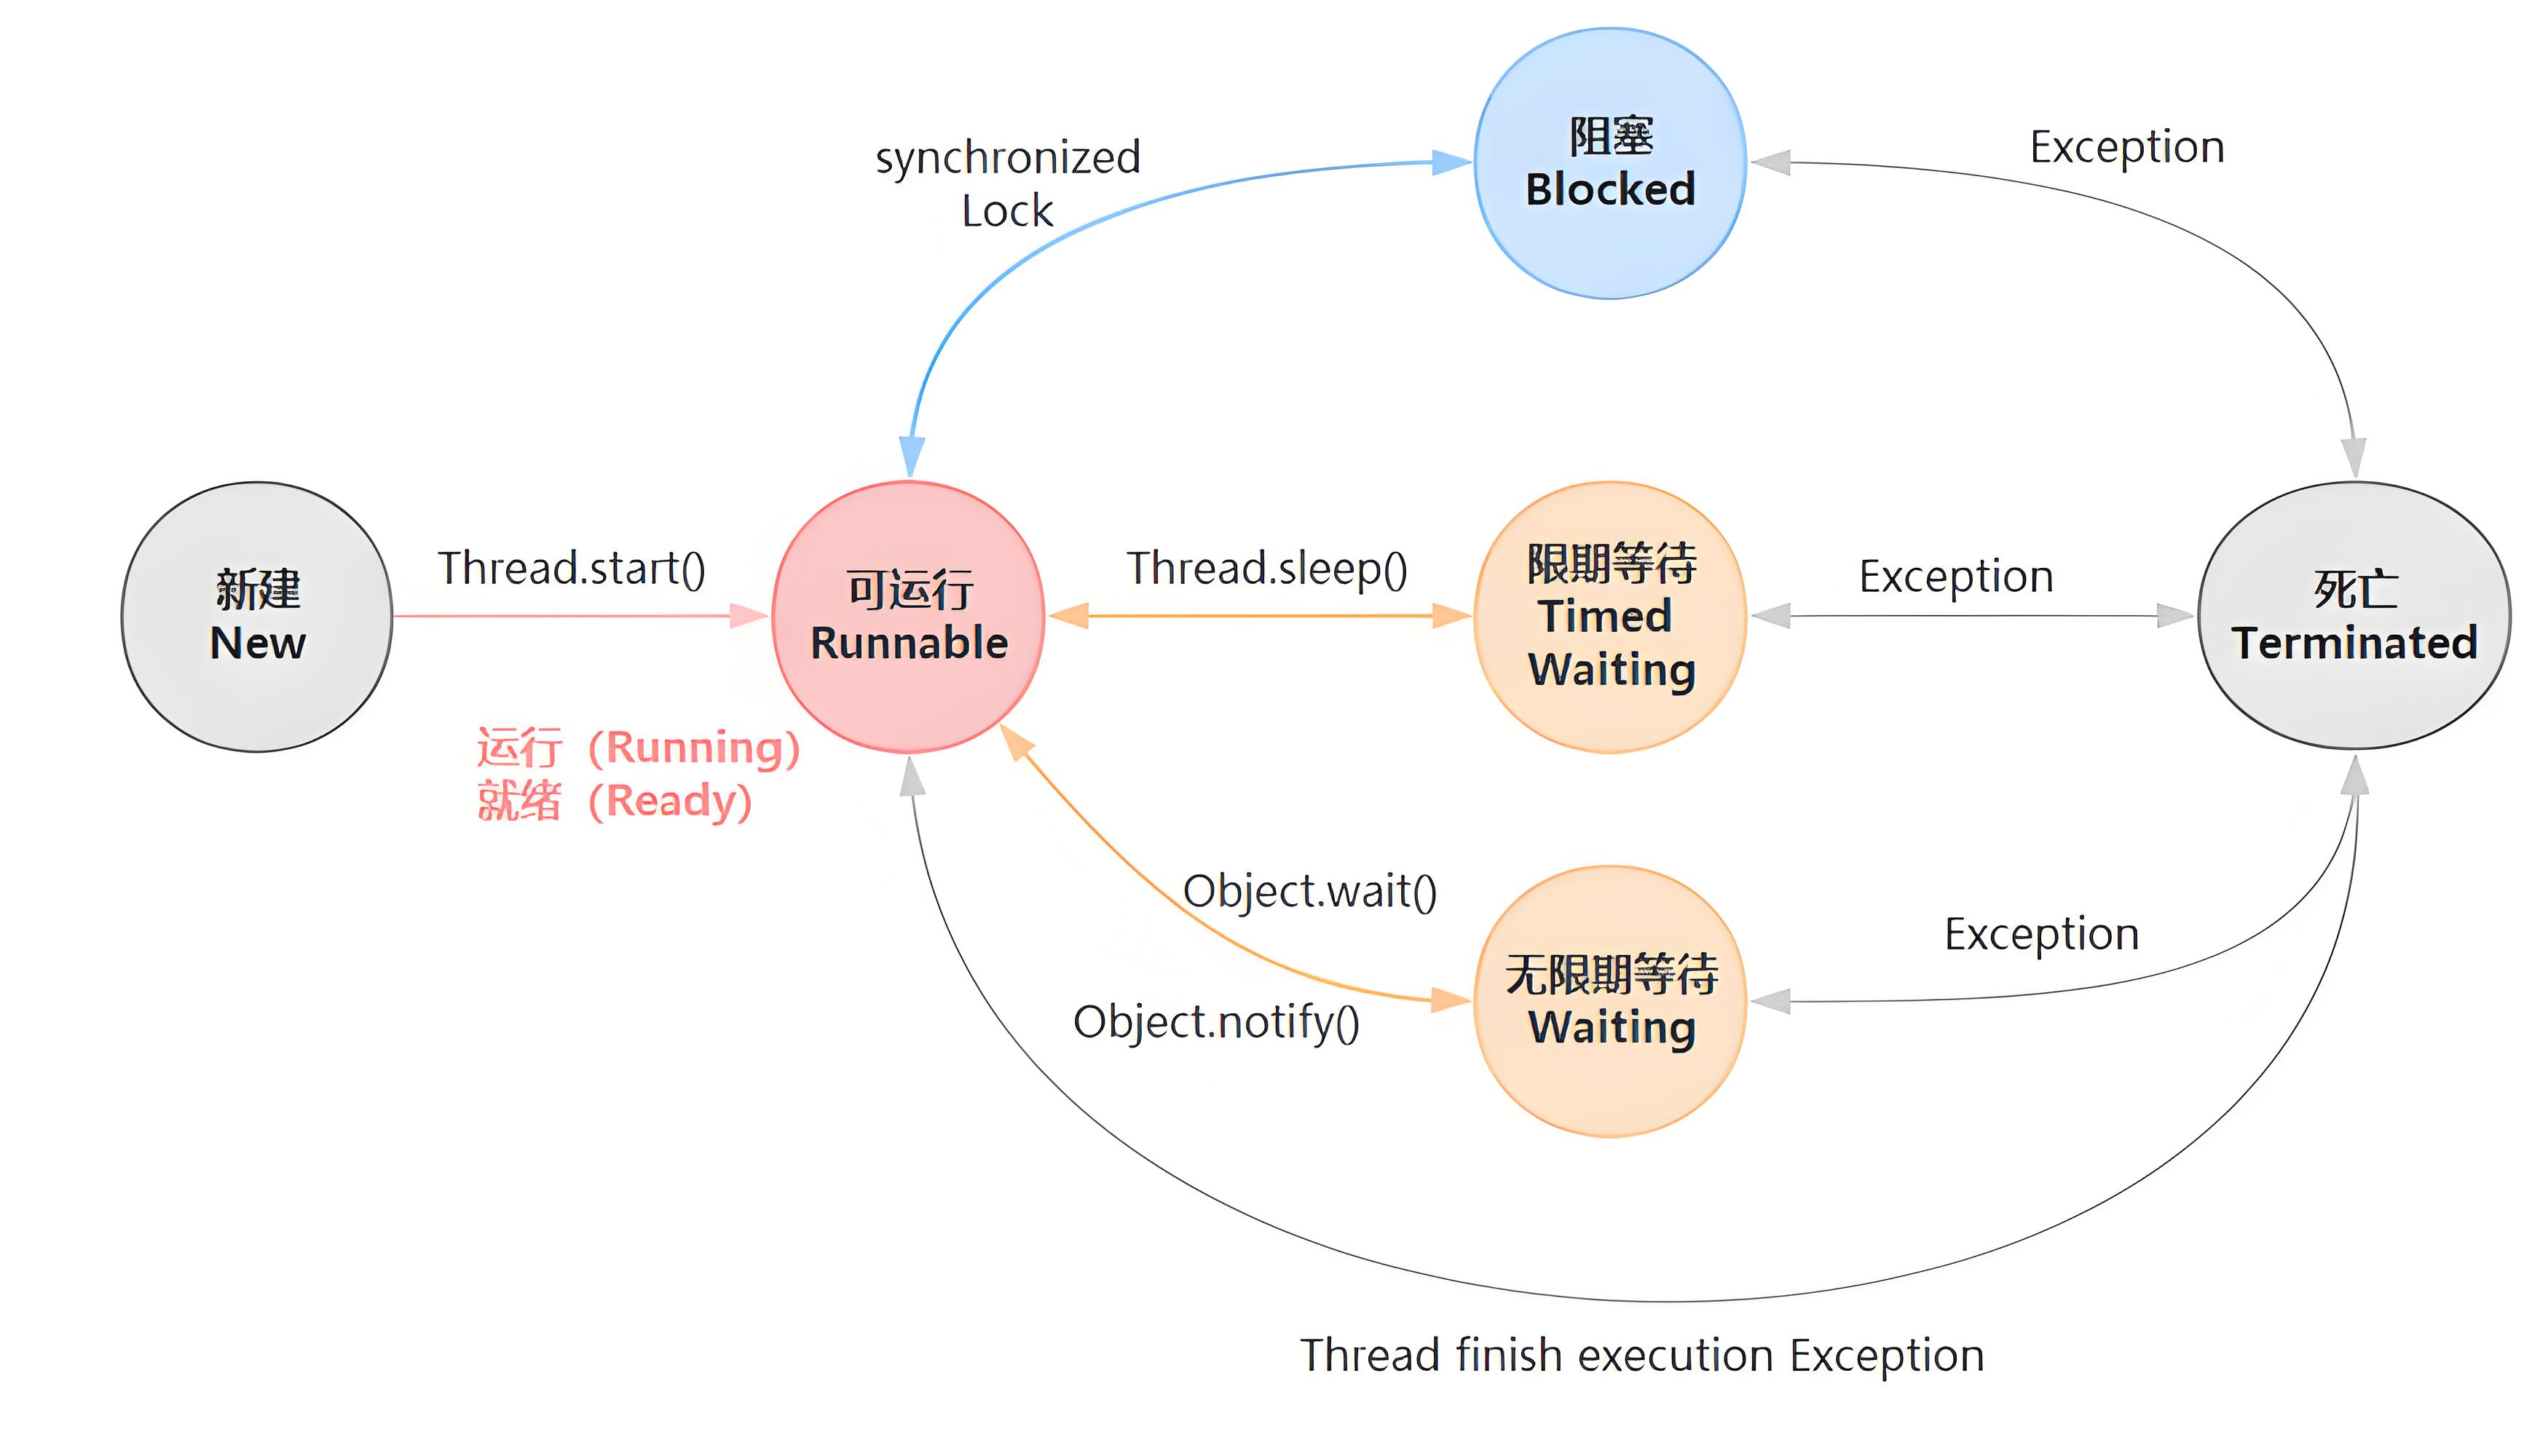 阻塞
Blocked
synchronized
Lock
Exception
新建
New
Thread.start()
可运行
Runnable
运行（Running）
就绪（Ready）
Thread.sleep()
限期等待
Timed
Waiting
Exception
死亡
Terminated
Object.wait()
Object.notify()
无限期等待
Waiting
Exception
Thread finish execution Exception